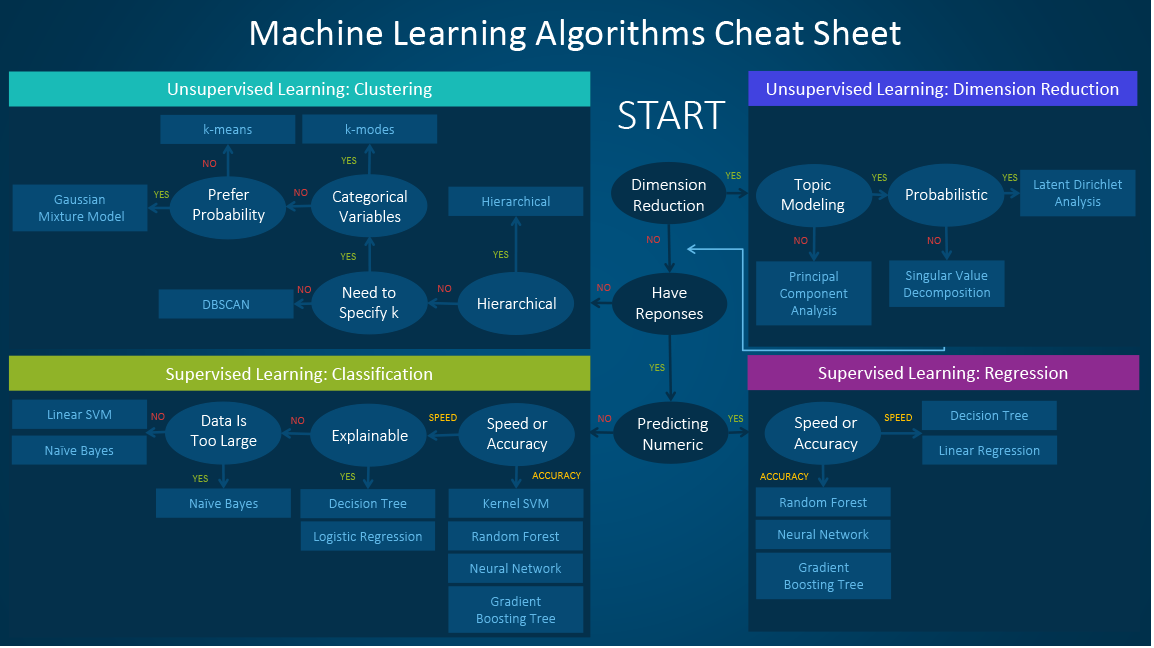 Machine Learning Algorithms Cheat Sheet
Unsupervised Learning: Clustering
k-means
k-modes
NO
YES
Gaussian
Mixture Model
YES
Prefer
Probability
NO
Categorical
Variables
Hierarchical
YES
YES
DBSCAN
NO
Need to
Specify k
NO
Hierarchical
START
Dimension
Reduction
YES
NO
Have
Reponses
NO
YES
Predicting
Numeric
NO
YES
Unsupervised Learning: Dimension Reduction
Topic
Modeling
YES
Probabilistic
YES
Latent Dirichlet
Analysis
NO
NO
Principal
Component
Analysis
Singular Value
Decomposition
Supervised Learning: Classification
Linear SVM
Naïve Bayes
NO
Data Is
Too Large
NO
Explainable
SPEED
Speed or
Accuracy
YES
YES
ACCURACY
Naïve Bayes
Decision Tree
Logistic Regression
Kernel SVM
Random Forest
Neural Network
Gradient
Boosting Tree
Supervised Learning: Regression
Speed or
Accuracy
SPEED
Decision Tree
Linear Regression
ACCURACY
Random Forest
Neural Network
Gradient
Boosting Tree